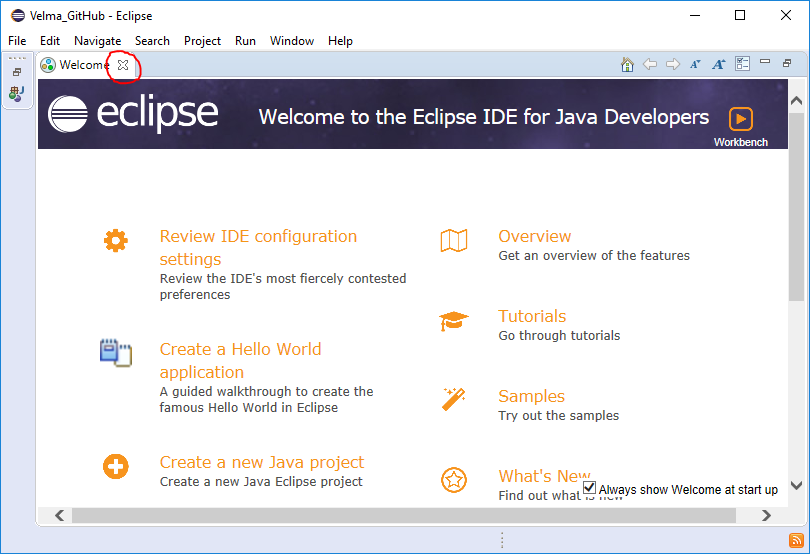 Velma_GitHub - Eclipse
File Edit Navigate Search Project Run Window Help
Welcome
eclipse
Welcome to the Eclipse IDE for Java Developers
Workbench
Review IDE configuration
settings
Review the IDE's most fiercely contested
preferences
Create a Hello World
application
A guided walkthrough to create the
famous Hello World in Eclipse
Create a new Java project
Create a new Java Eclipse project
Overview
Get an overview of the features
Tutorials
Go through tutorials
Samples
Try out the samples
What's New
Find out what is new
Always show Welcome at start up